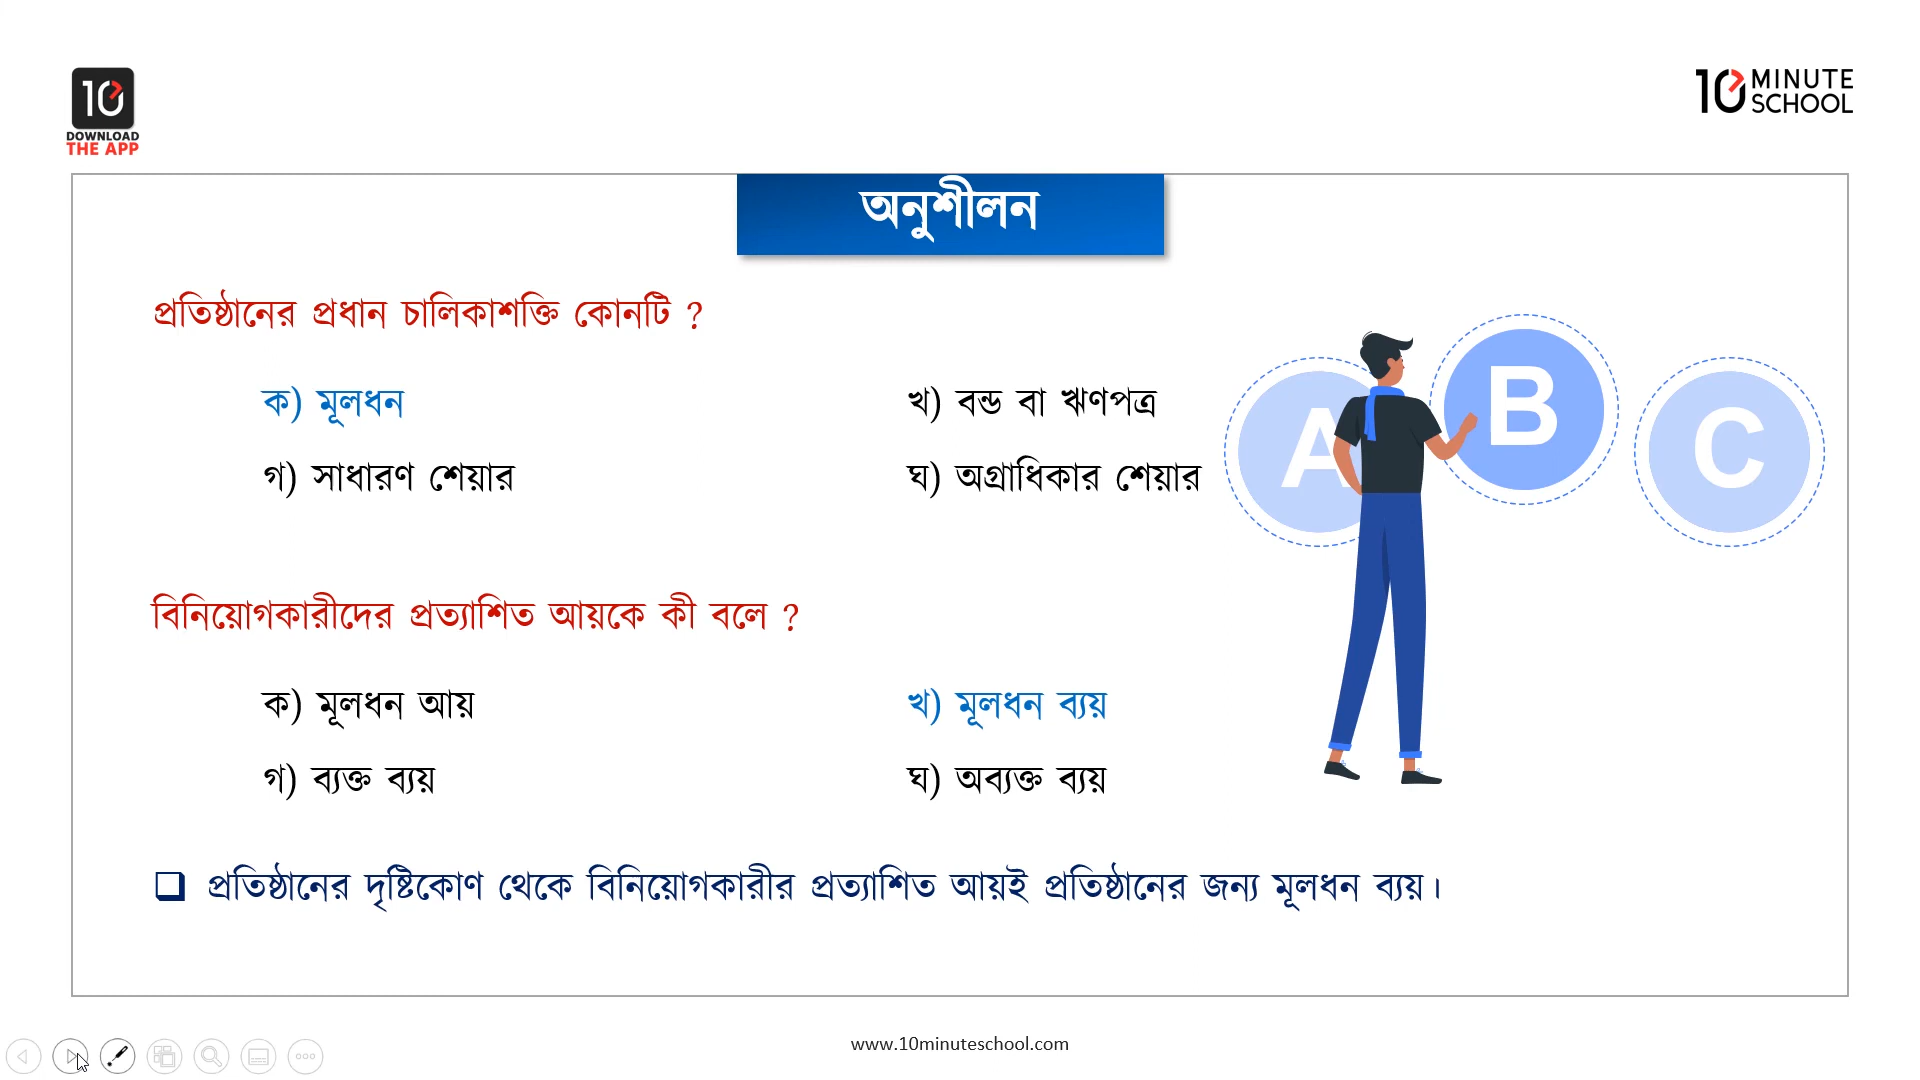 10
DOWNLOAD
THE APP
10 MINUTE
SCHOOL
অনুশীলন
প্রতিষ্ঠানের প্রধান চালিকাশক্তি কোনটি ?
ক) মূলধন
খ) বন্ড বা ঋণপত্র
গ) সাধারণ শেয়ার
ঘ) অগ্রাধিকার শেয়ার
A B C
বিনিয়োগকারীদের প্রত্যাশিত আয়কে কী বলে ?
ক) মূলধন আয়
খ) মূলধন ব্যয়
গ) ব্যক্ত ব্যয়
ঘ) অব্যক্ত ব্যয়
প্রতিষ্ঠানের দৃষ্টিকোণ থেকে বিনিয়োগকারীর প্রত্যাশিত আয়ই প্রতিষ্ঠানের জন্য মূলধন ব্যয়।
www.10minuteschool.com